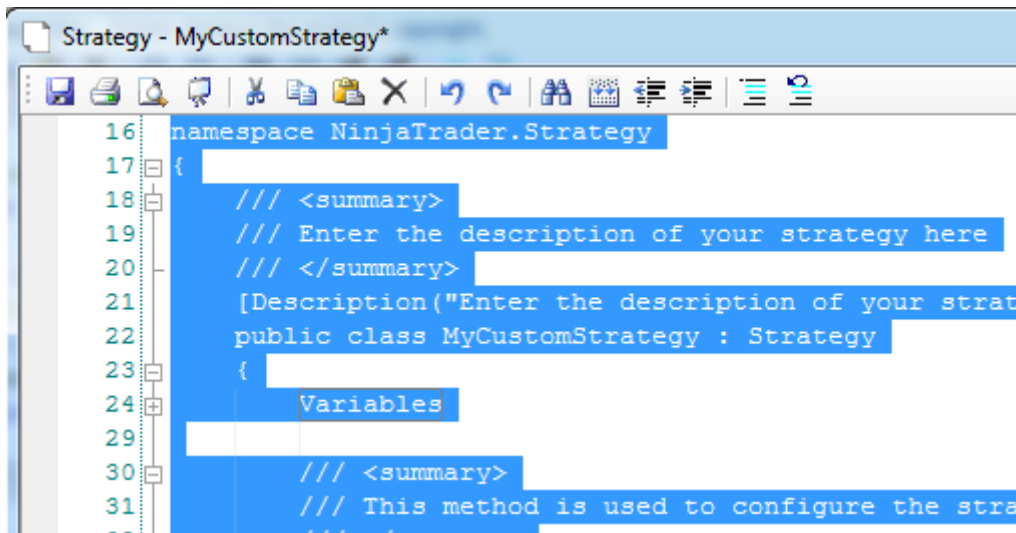 Strategy - MyCustomStrategy*
16 namespace NinjaTrader.Strategy
17 {
18 /// <summary>
19 /// Enter the description of your strategy here
20 /// </summary>
21 [Description("Enter the description of your strat
22 public class MyCustomStrategy : Strategy
23 {
24 Variables
29
30 /// <summary>
31 /// This method is used to configure the stra